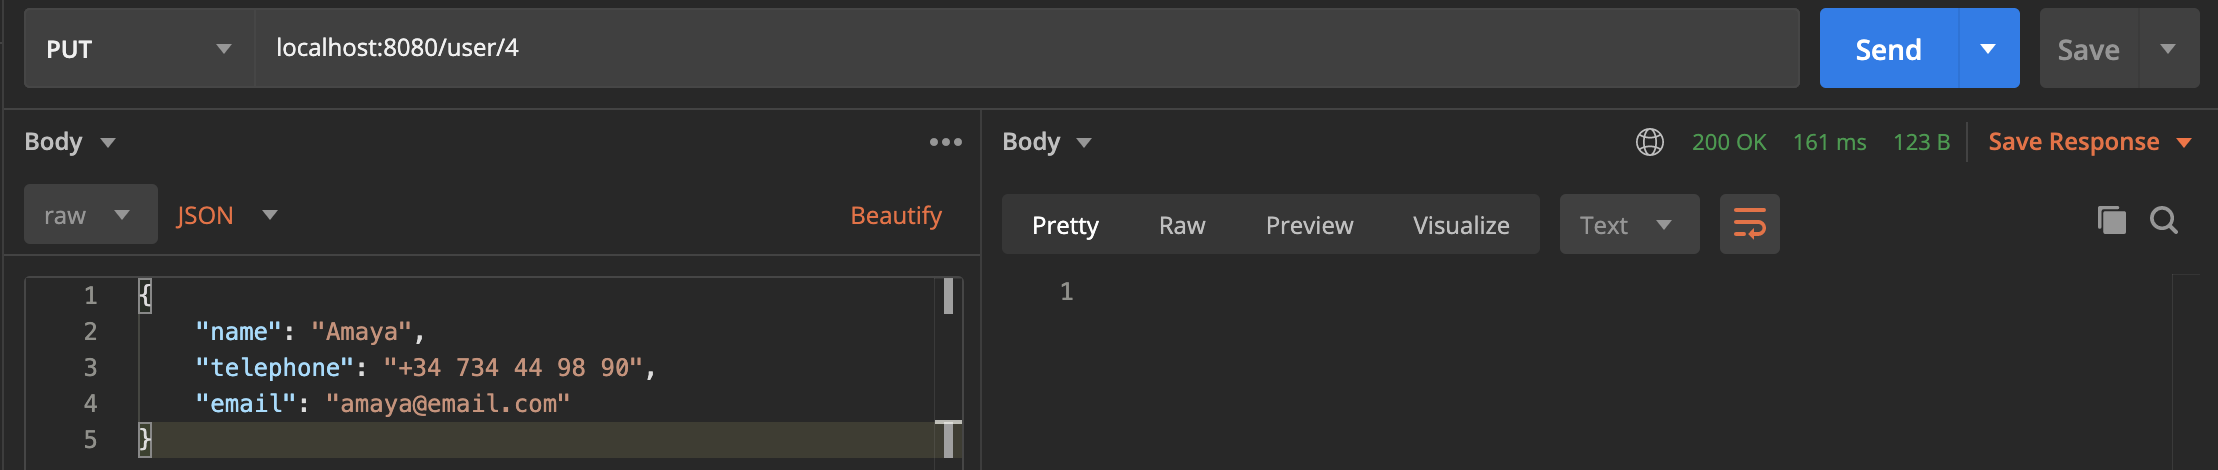 PUT localhost:8080/user/4 Send Save
Body Body 200 OK 161 ms 123 B Save Response
raw JSON Beautify Pretty Raw Preview Visualize Text
1 {
2 "name": "Amaya",
3 "telephone": "+34 734 44 98 90",
4 "email": "amaya@email.com"
5 }
1